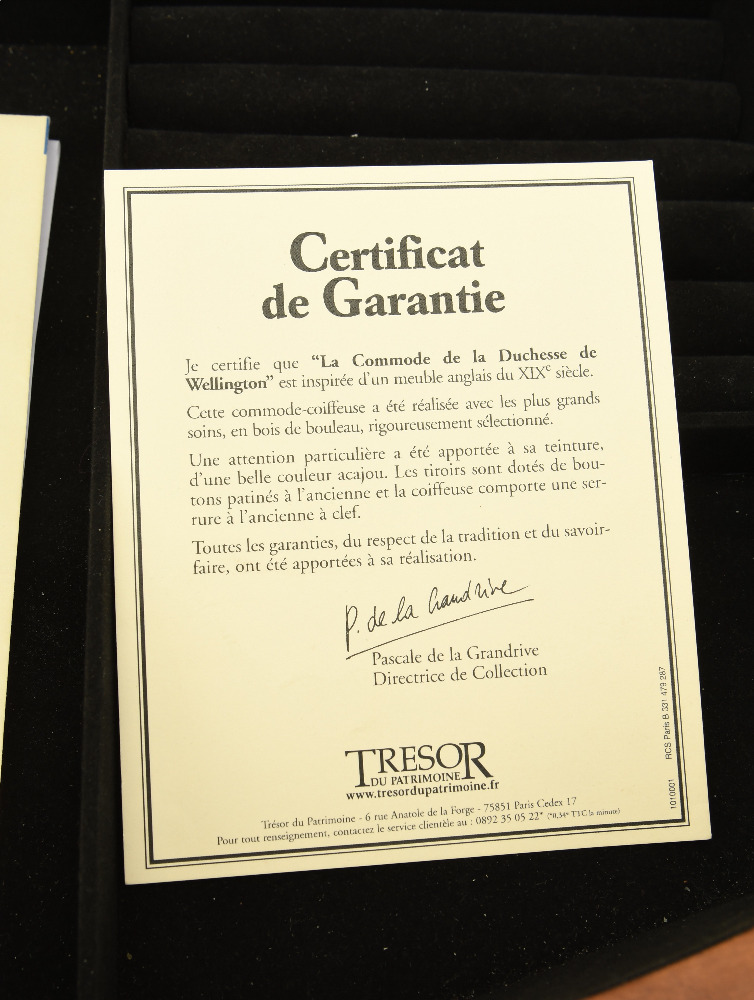 Certificat
de Garantie
Je certifie que “La Commode de la Duchesse de
Wellington” est inspirée d’un meuble anglais du XIXe siècle.
Cette commode-coiffeuse a été réalisée avec les plus grands
soins, en bois de bouleau, rigoureusement sélectionné.
Une attention particulière a été apportée à sa teinture,
d’une belle couleur acajou. Les tiroirs sont dotés de bou-
tons patinés à l’ancienne et la coiffeuse comporte une ser-
rure à l’ancienne à clef.
Toutes les garanties, du respect de la tradition et du savoir-
faire, ont été apportées à sa réalisation.
P. de la Grandrive
Pascale de la Grandrive
Directrice de Collection
TRESOR
DU PATRIMOINE
www.tresordupatrimoine.fr
Trésor du Patrimoine - 6 rue Anatole de la Forge - 75851 Paris Cedex 17
Pour tout renseignement, contactez le service clientèle au : 0892 35 05 22* (*0,34€ TTC la minute)
RCS Paris B 331 479 287
1010001